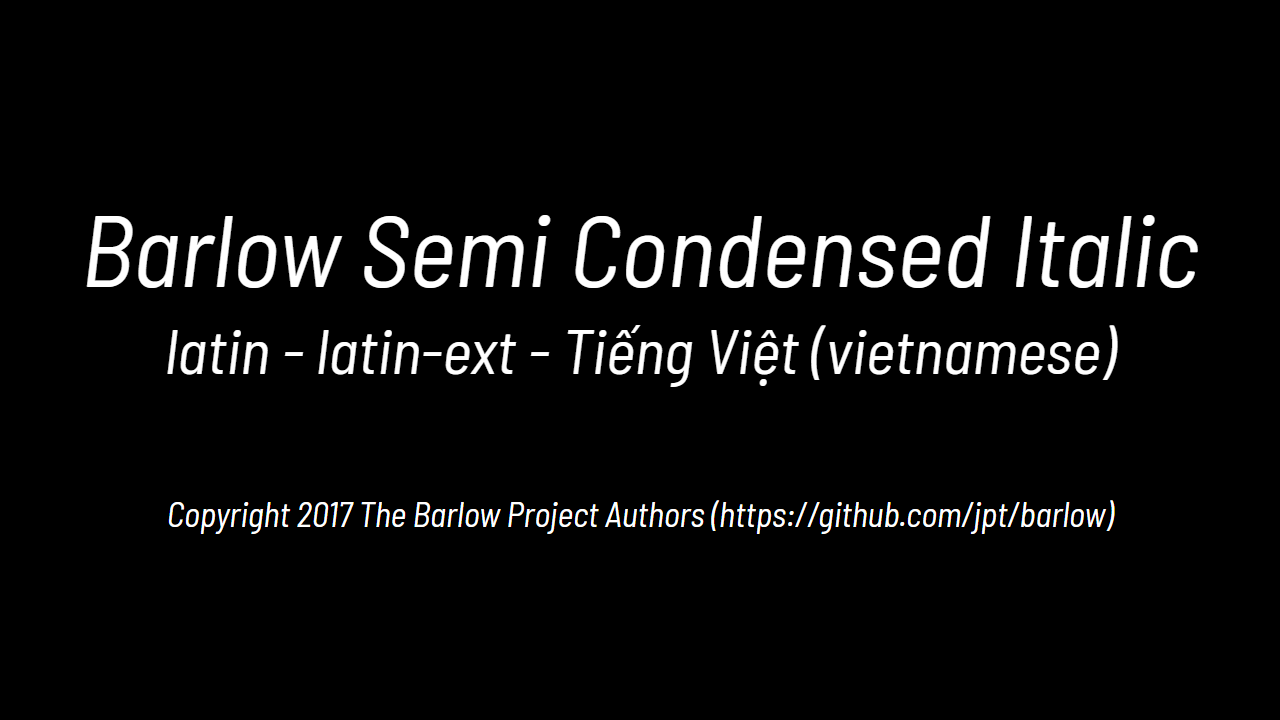 Barlow Semi Condensed Italic
latin - latin-ext - Tiếng Việt (vietnamese)
Copyright 2017 The Barlow Project Authors (https://github.com/jpt/barlow)